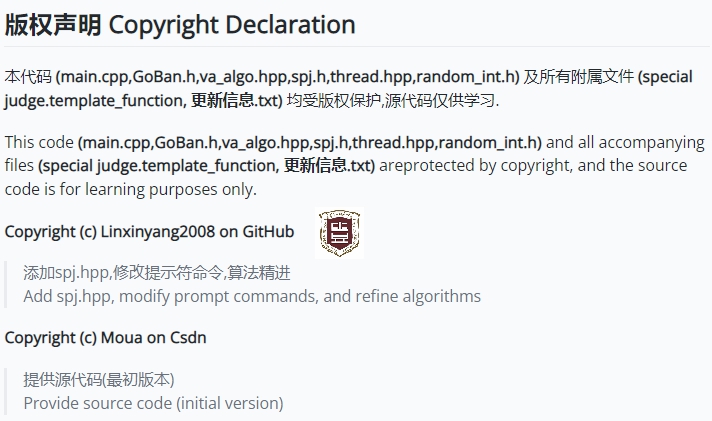 版权声明 Copyright Declaration
本代码 (main.cpp,GoBan.h,va_algo.hpp,spj.h,thread.hpp,random_int.h) 及所有附属文件 (special
judge.template_function, 更新信息.txt) 均受版权保护,源代码仅供学习.
This code (main.cpp,GoBan.h,va_algo.hpp,spj.h,thread.hpp,random_int.h) and all accompanying
files (special judge.template_function, 更新信息.txt) areprotected by copyright, and the source
code is for learning purposes only.
Copyright (c) Linxinyang2008 on GitHub
添加spj.hpp,修改提示符命令,算法精进
Add spj.hpp, modify prompt commands, and refine algorithms
Copyright (c) Moua on Csdn
提供源代码(最初版本)
Provide source code (initial version)